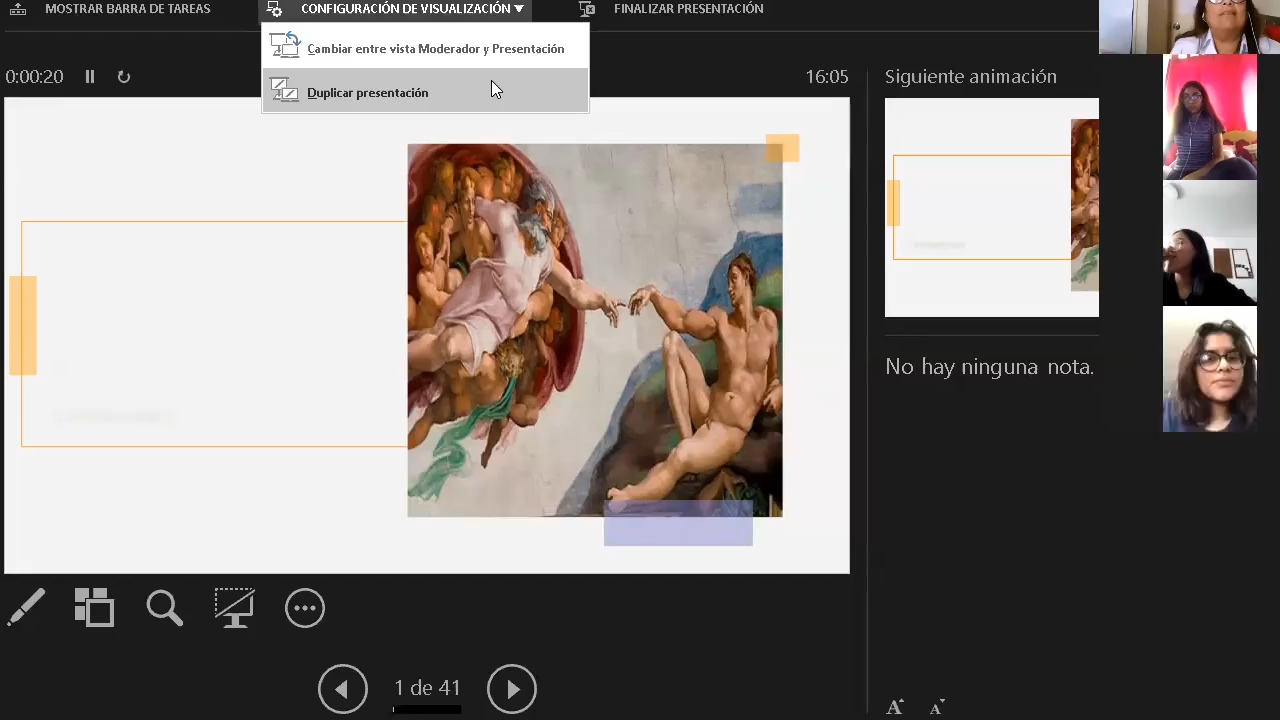 MOSTRAR BARRA DE TAREAS
CONFIGURACIÓN DE VISUALIZACIÓN ▼
FINALIZAR PRESENTACIÓN
Cambiar entre vista Moderador y Presentación
Duplicar presentación
0:00:20
16:05
Siguiente animación
No hay ninguna nota.
1 de 41
A A